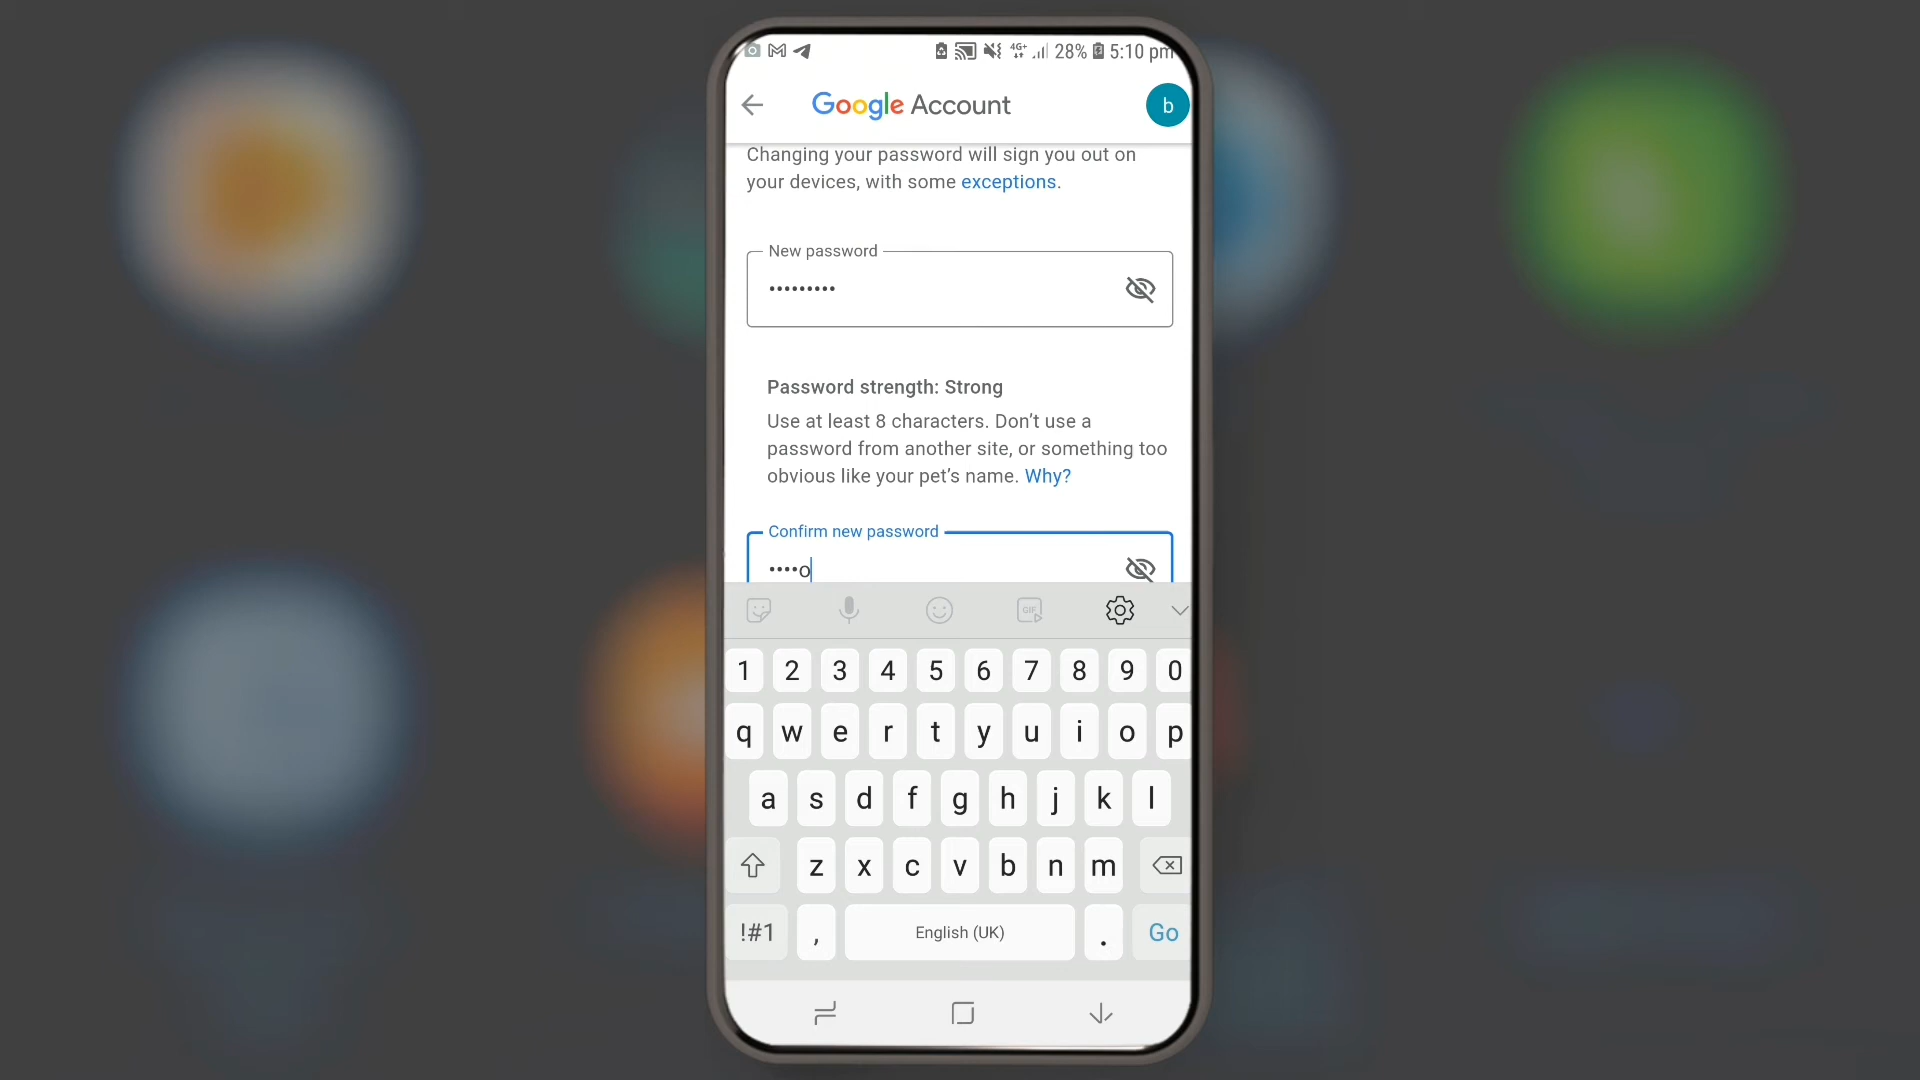 4G+ 28% 5:10 pm
Google Account
b
Changing your password will sign you out on
your devices, with some exceptions.
New password
•••••••••
Password strength: Strong
Use at least 8 characters. Don’t use a
password from another site, or something too
obvious like your pet’s name. Why?
Confirm new password
••••o
GIF
1 2 3 4 5 6 7 8 9 0
q w e r t y u i o p
a s d f g h j k l
z x c v b n m
!#1 , English (UK) . Go